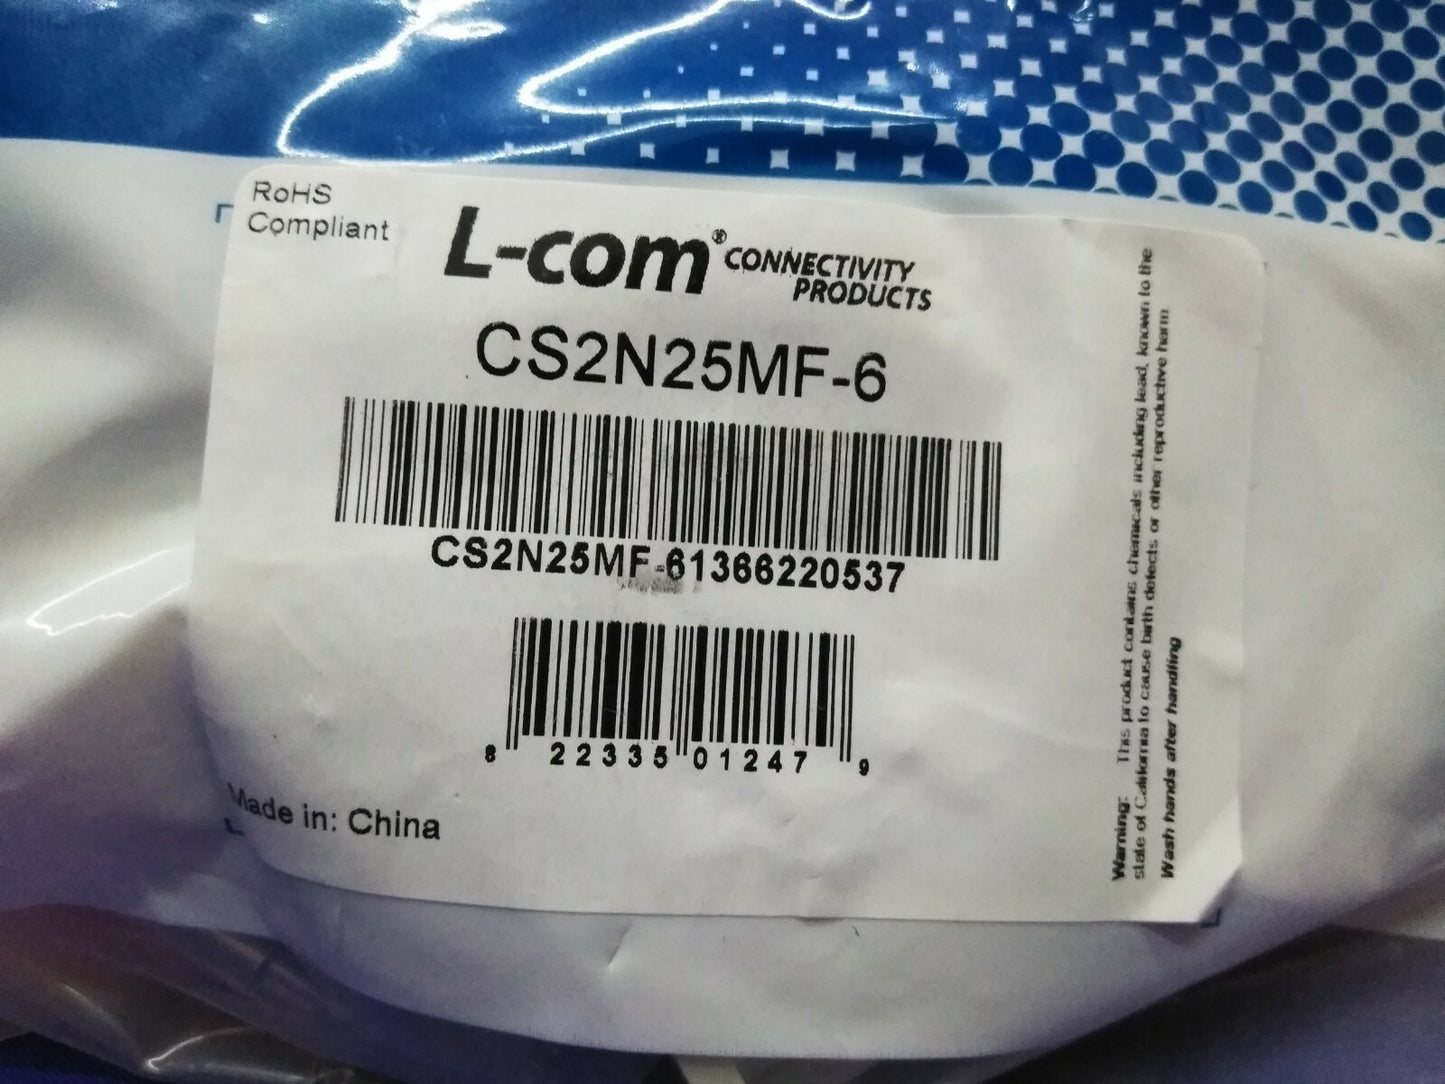 RoHS
Compliant
L-com® CONNECTIVITY
PRODUCTS
CS2N25MF-6
CS2N25MF-61366220537
8 22335 01247 9
Made in: China
Warning: This product contains chemicals including lead, known to the
state of California to cause birth defects or other reproductive harm
Wash hands after handling